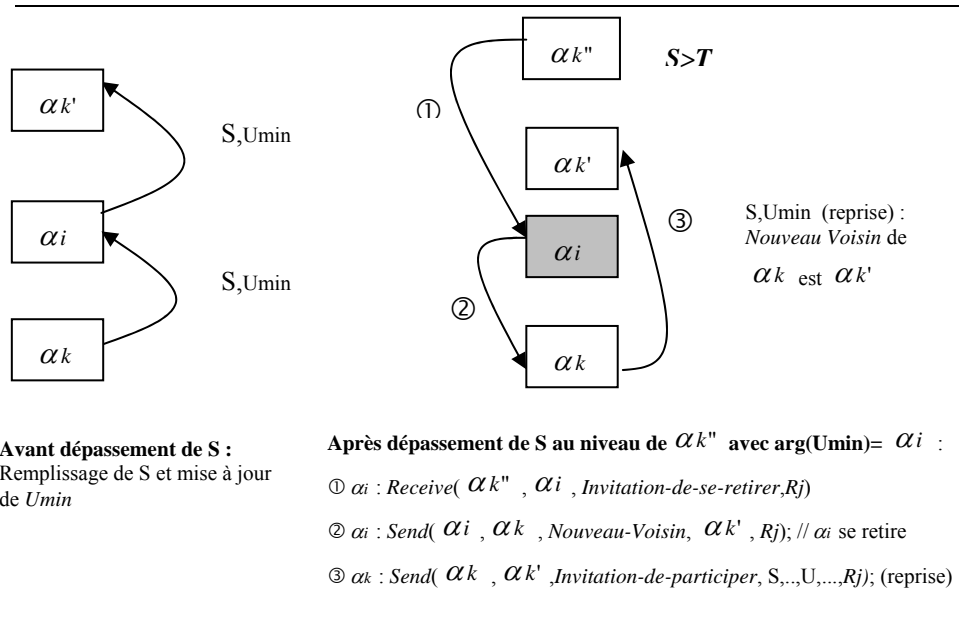 αk"
S>T
αk'
①
S,Umin
αk'
αi
③
S,Umin (reprise) :
Nouveau Voisin de
αk est αk'
αi
S,Umin
②
αk
αk
Avant dépassement de S :
Remplissage de S et mise à jour
de Umin
Après dépassement de S au niveau de αk" avec arg(Umin)= αi :
① αi : Receive( αk" , αi , Invitation-de-se-retirer,Rj)
② αi : Send( αi , αk , Nouveau-Voisin, αk' , Rj); // αi se retire
③ αk : Send( αk , αk' ,Invitation-de-participer, S,..,U,...,Rj); (reprise)